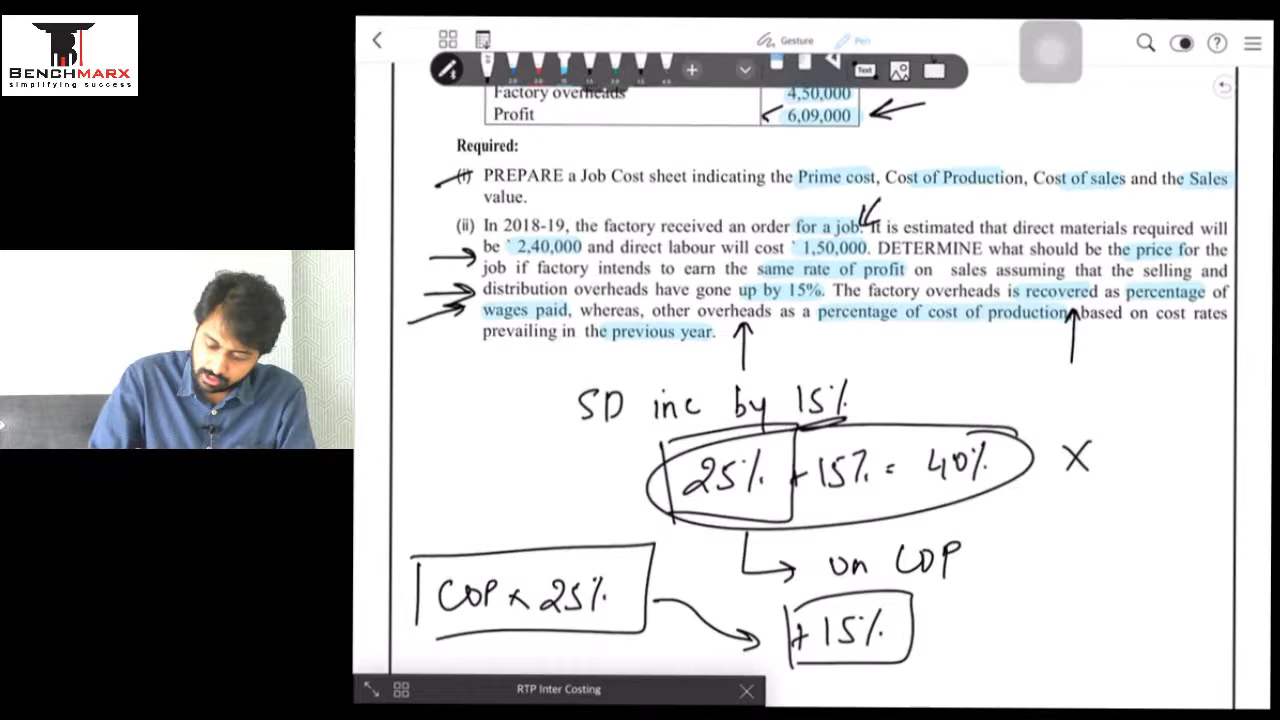 BENCHMARX
simplifying success
Gesture
Pen
Text
Factory overheads 4,50,000
Profit 6,09,000
Required:
(i) PREPARE a Job Cost sheet indicating the Prime cost, Cost of Production, Cost of sales and the Sales
value.
(ii) In 2018-19, the factory received an order for a job. It is estimated that direct materials required will
be ` 2,40,000 and direct labour will cost ` 1,50,000. DETERMINE what should be the price for the
job if factory intends to earn the same rate of profit on sales assuming that the selling and
distribution overheads have gone up by 15%. The factory overheads is recovered as percentage of
wages paid, whereas, other overheads as a percentage of cost of production, based on cost rates
prevailing in the previous year.
SD inc by 15%
25% + 15% = 40% X
on COP
COP x 25%
+ 15%
RTP Inter Costing